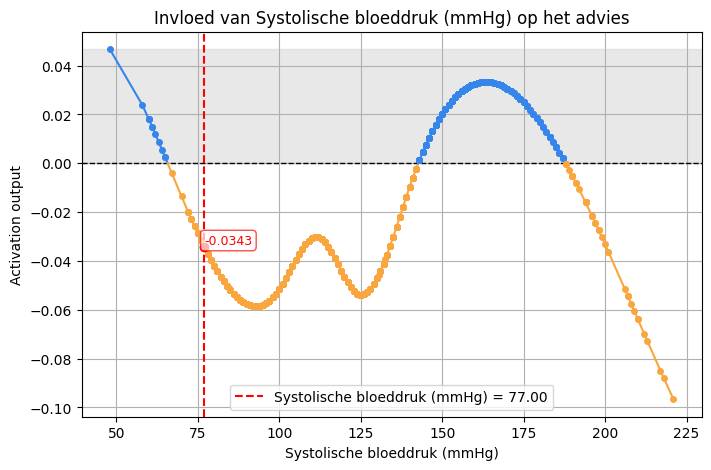 Invloed van Systolische bloeddruk (mmHg) op het advies
Activation output
0.04
0.02
0.00
−0.02
−0.04
−0.06
−0.08
−0.10
-0.0343
Systolische bloeddruk (mmHg) = 77.00
50 75 100 125 150 175 200 225
Systolische bloeddruk (mmHg)